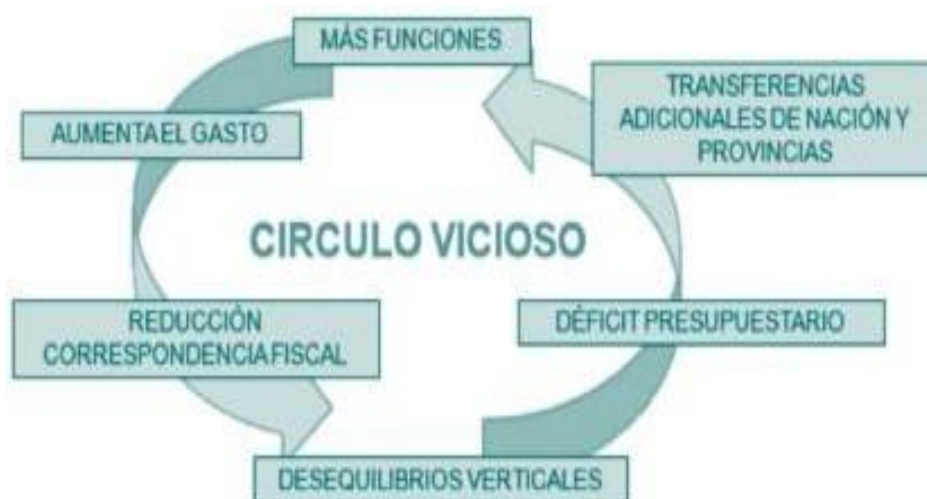 MÁS FUNCIONES
TRANSFERENCIAS
ADICIONALES DE NACIÓN Y
PROVINCIAS
AUMENTA EL GASTO
CIRCULO VICIOSO
REDUCCIÓN
CORRESPONDENCIA FISCAL
DÉFICIT PRESUPUESTARIO
DESEQUILIBRIOS VERTICALES